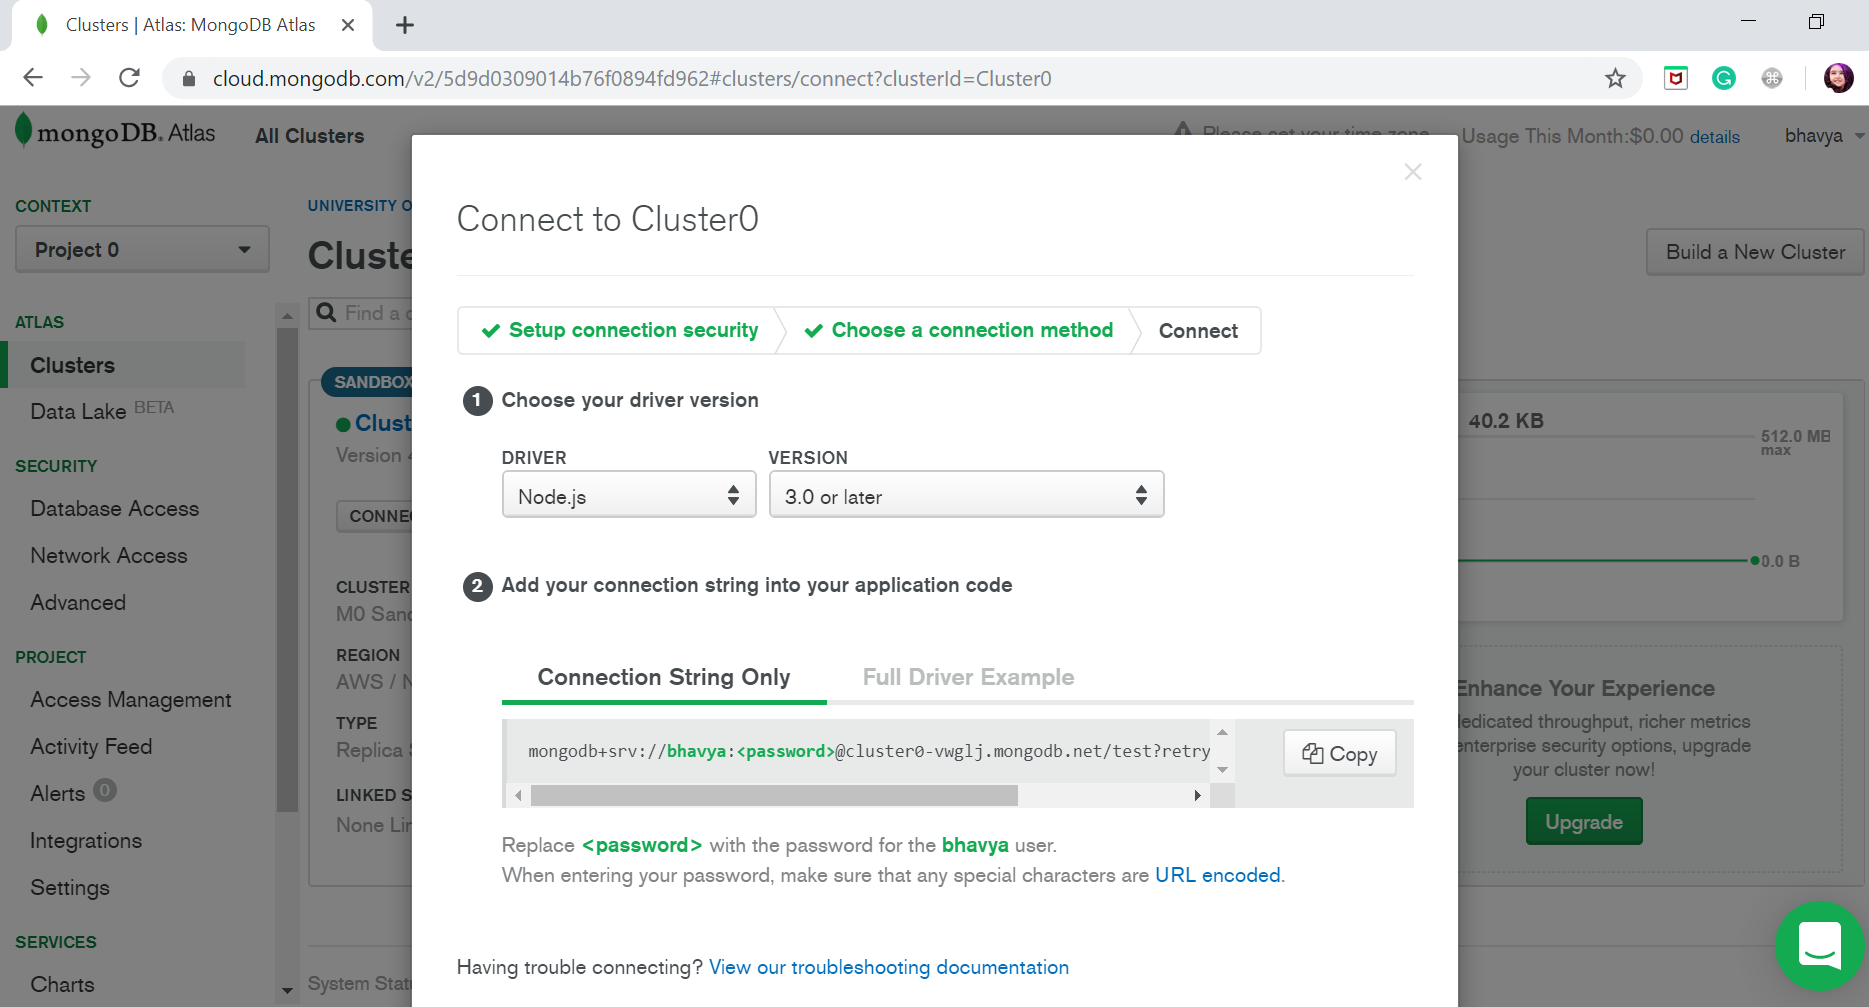 Clusters | Atlas: MongoDB Atlas
cloud.mongodb.com/v2/5d9d0309014b76f0894fd962#clusters/connect?clusterId=Cluster0
mongoDB. Atlas
All Clusters
Please set your time zone
Usage This Month:$0.00 details
bhavya
CONTEXT
Project 0
UNIVERSITY O
Cluste
Build a New Cluster
Find a c
ATLAS
Clusters
Data Lake BETA
SECURITY
Database Access
Network Access
Advanced
PROJECT
Access Management
Activity Feed
Alerts 0
Integrations
Settings
SERVICES
Charts
SANDBOX
Clust
Version 4
CONNE
CLUSTER
M0 Sand
REGION
AWS / N
TYPE
Replica S
LINKED S
None Lin
System Statu
Connect to Cluster0
Setup connection security
Choose a connection method
Connect
1 Choose your driver version
DRIVER
VERSION
Node.js
3.0 or later
2 Add your connection string into your application code
Connection String Only
Full Driver Example
mongodb+srv://bhavya:<password>@cluster0-vwglj.mongodb.net/test?retry
Copy
Replace <password> with the password for the bhavya user.
When entering your password, make sure that any special characters are URL encoded.
Having trouble connecting? View our troubleshooting documentation
40.2 KB
512.0 MB
max
0.0 B
Enhance Your Experience
dedicated throughput, richer metrics
enterprise security options, upgrade
your cluster now!
Upgrade